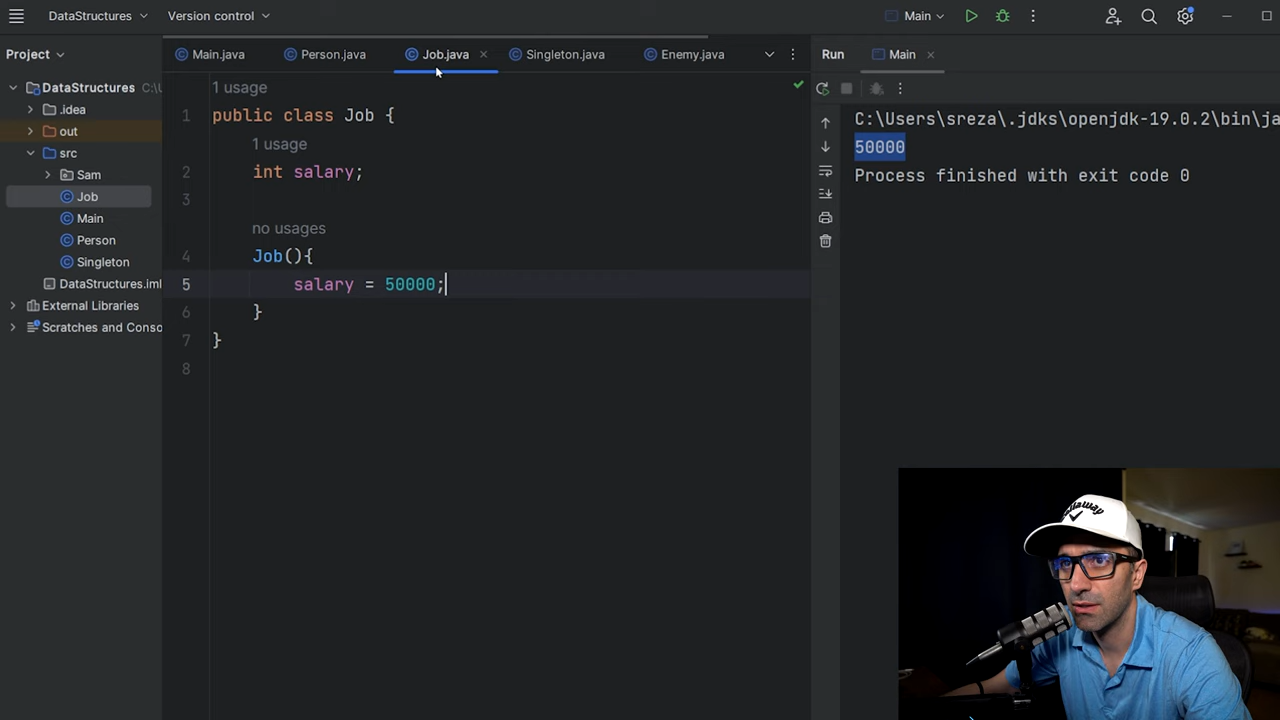 DataStructures
Version control
Main
Project
Main.java
Person.java
Job.java
Singleton.java
Enemy.java
Run
Main
DataStructures C:\U
.idea
out
src
Sam
Job
Main
Person
Singleton
DataStructures.iml
External Libraries
Scratches and Conso
1 usage
1 public class Job {
1 usage
2 int salary;
3
no usages
4 Job(){
5 salary = 50000;
6 }
7 }
8
C:\Users\sreza\.jdks\openjdk-19.0.2\bin\ja
50000
Process finished with exit code 0